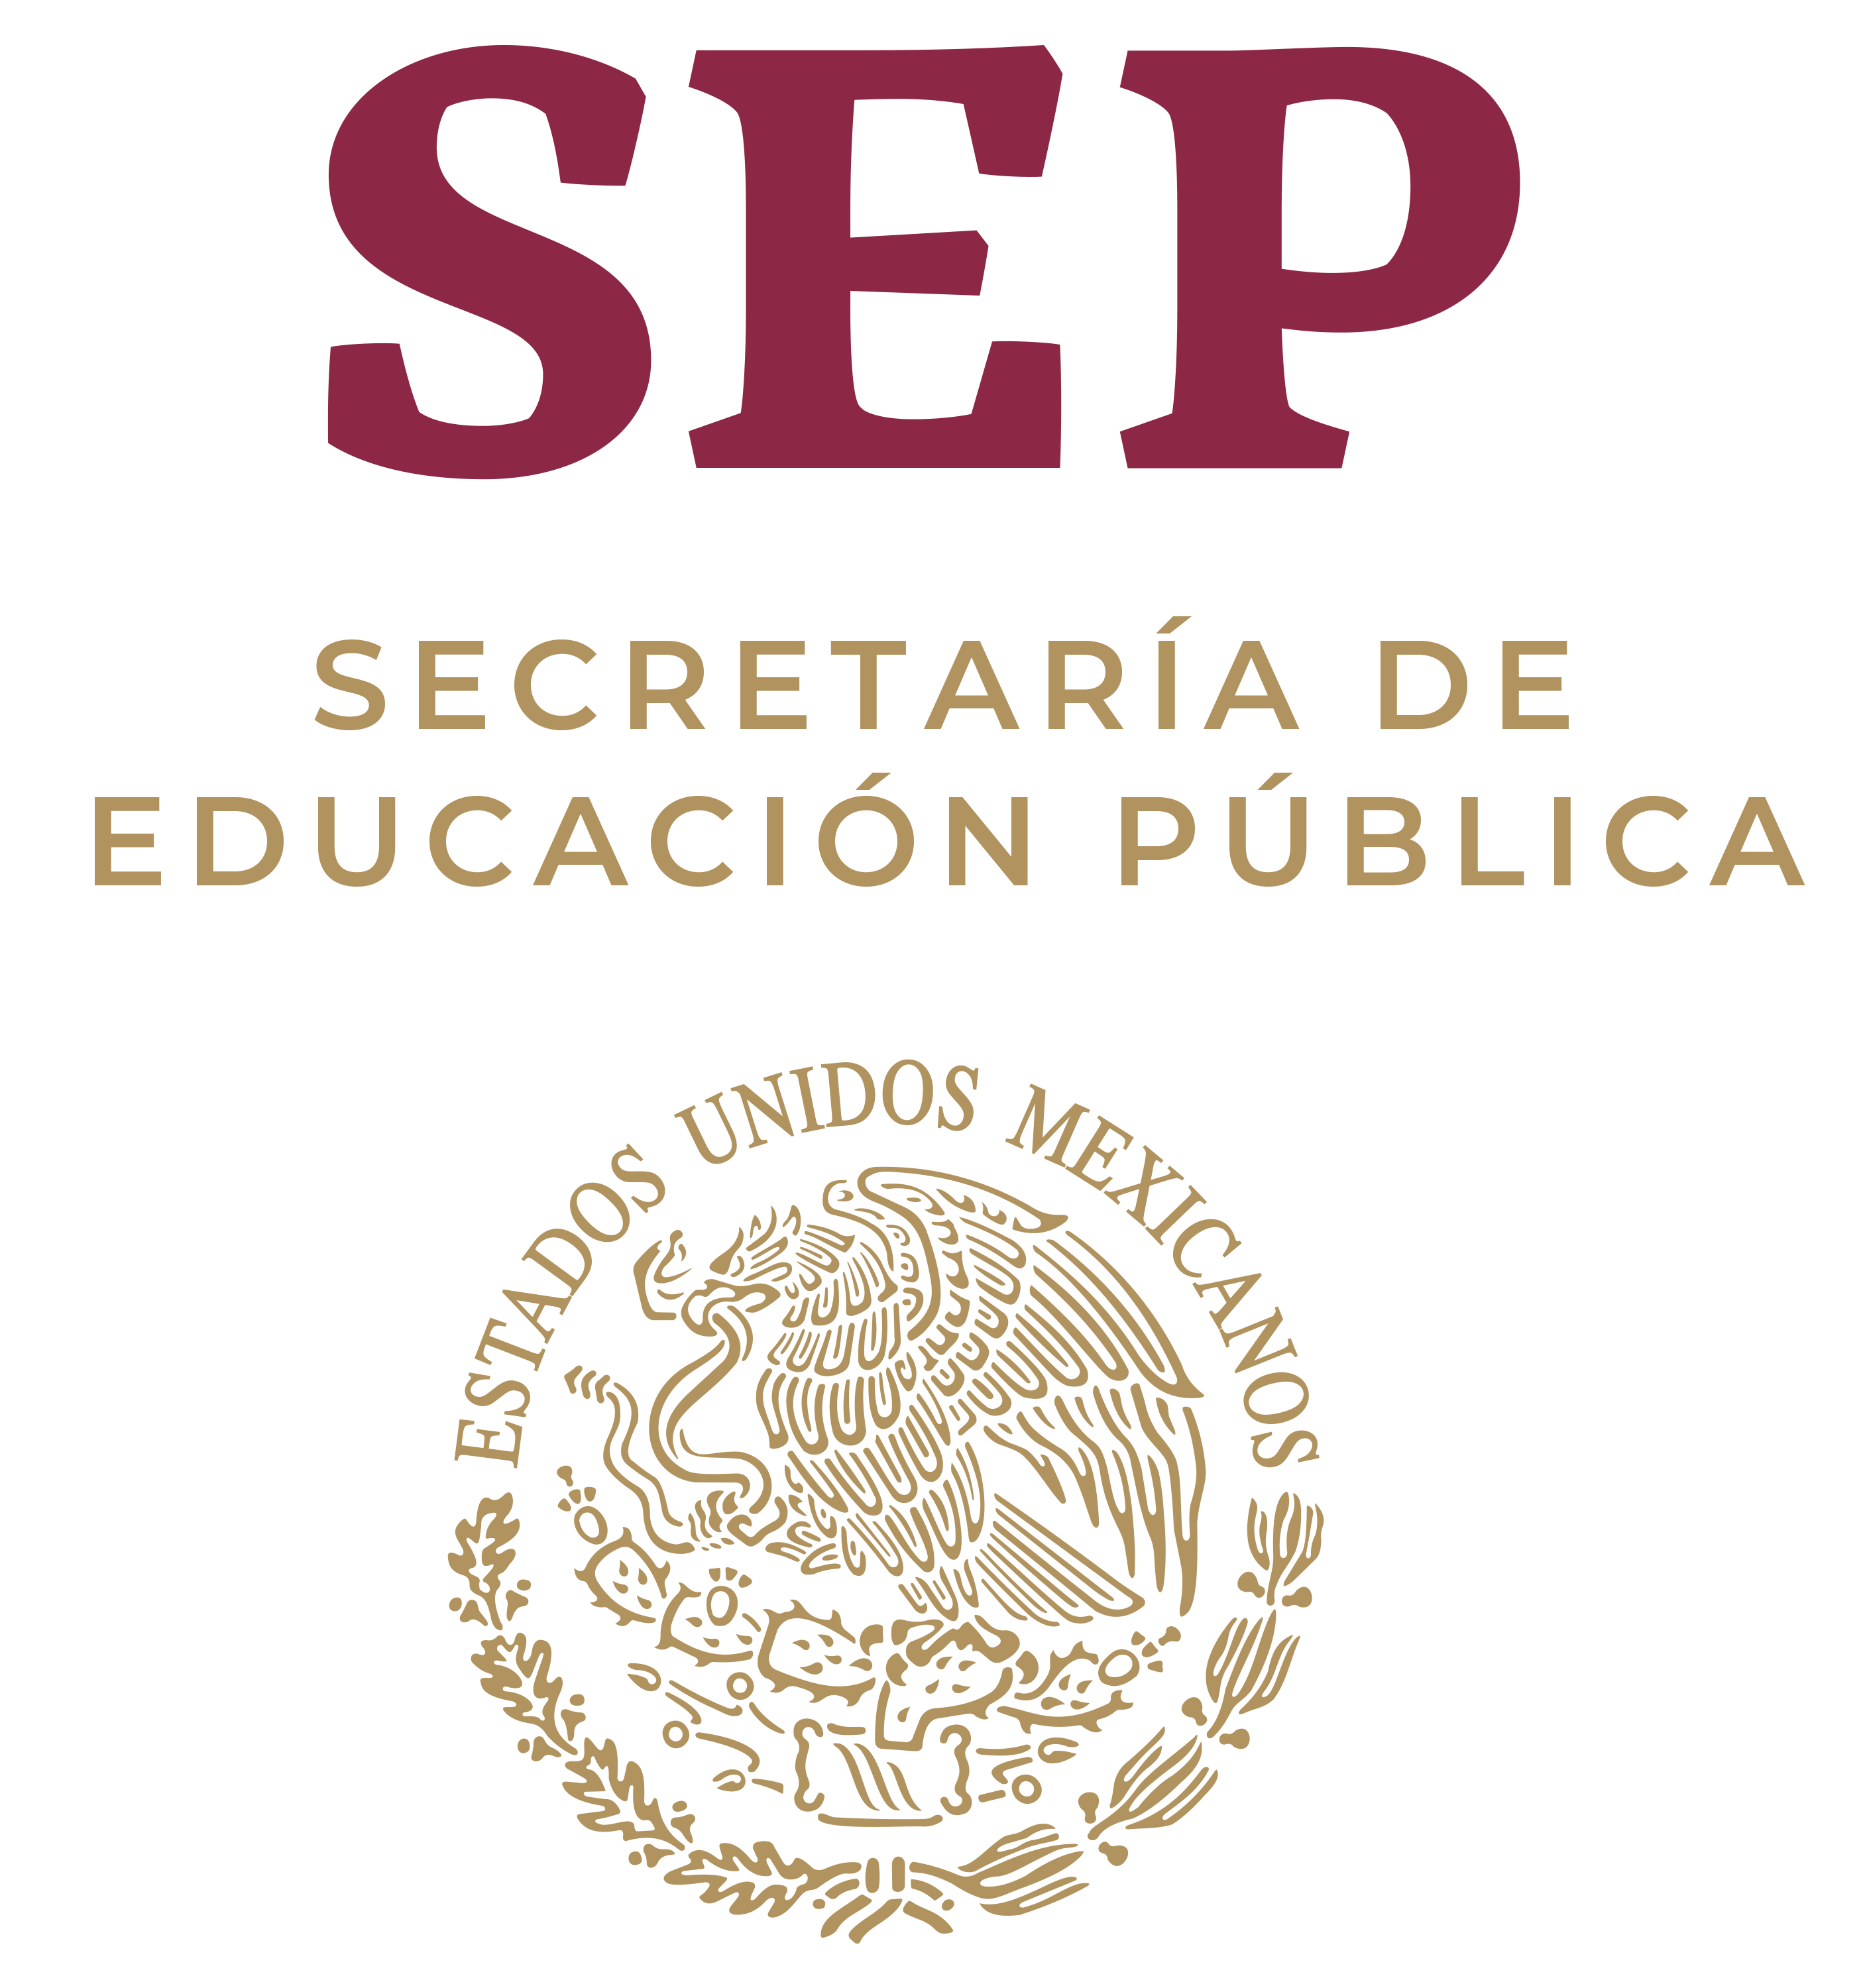 SEP
SECRETARÍA DE
EDUCACIÓN PÚBLICA
ESTADOS UNIDOS MEXICANOS